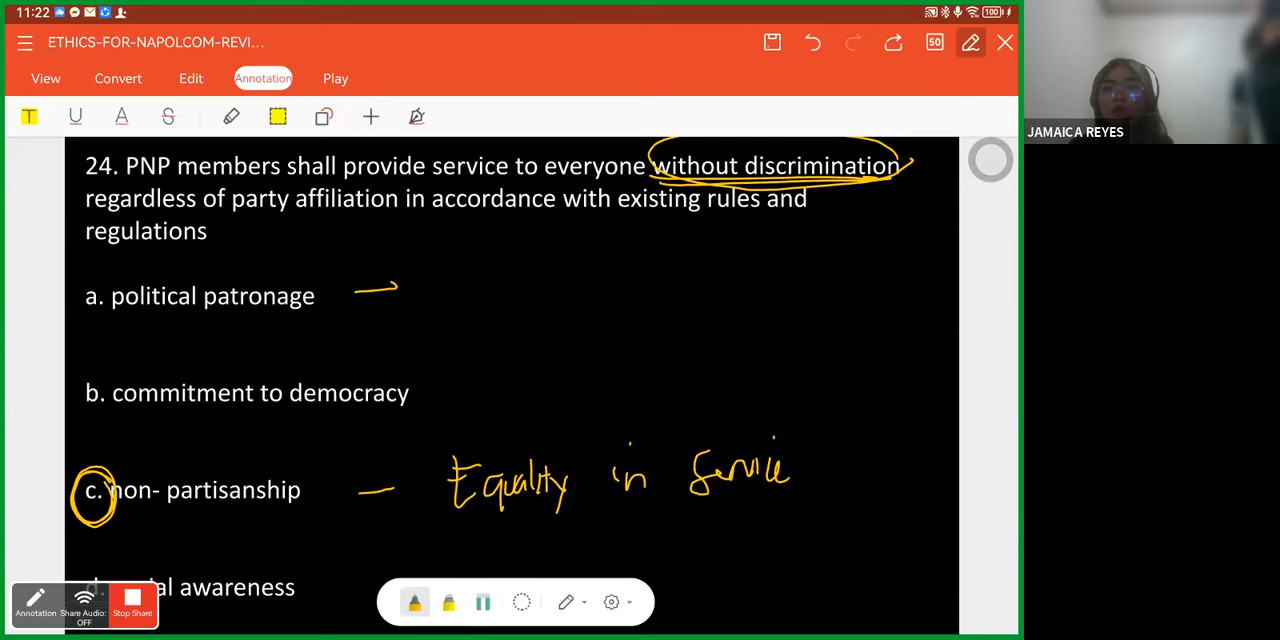 11:22
100
ETHICS-FOR-NAPOLCOM-REVI...
50
View Convert Edit Annotation Play
T U A S
JAMAICA REYES
24. PNP members shall provide service to everyone without discrimination
regardless of party affiliation in accordance with existing rules and
regulations
a. political patronage
b. commitment to democracy
c. non- partisanship - Equality in Service
d. awareness
Annotation Share Audio: OFF Stop Share